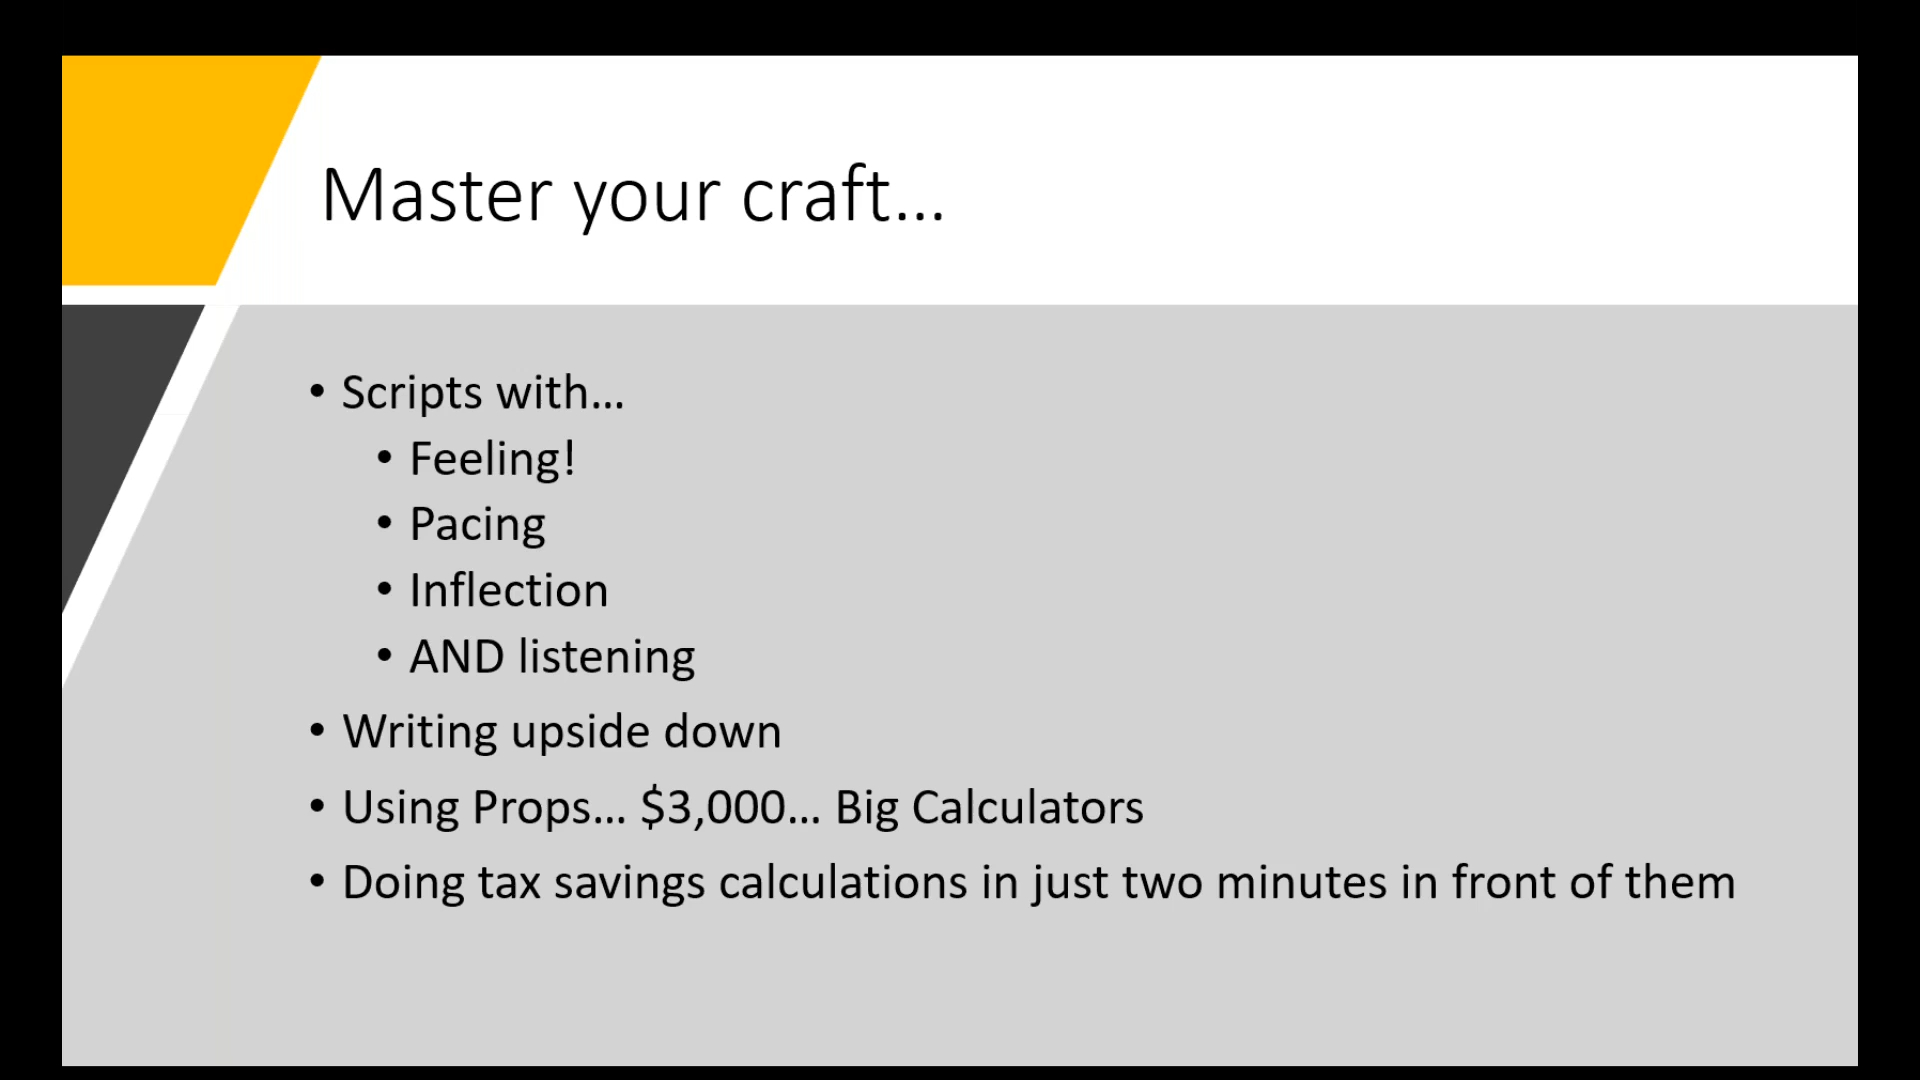 Master your craft...
• Scripts with...
• Feeling!
• Pacing
• Inflection
• AND listening
• Writing upside down
• Using Props... $3,000... Big Calculators
• Doing tax savings calculations in just two minutes in front of them